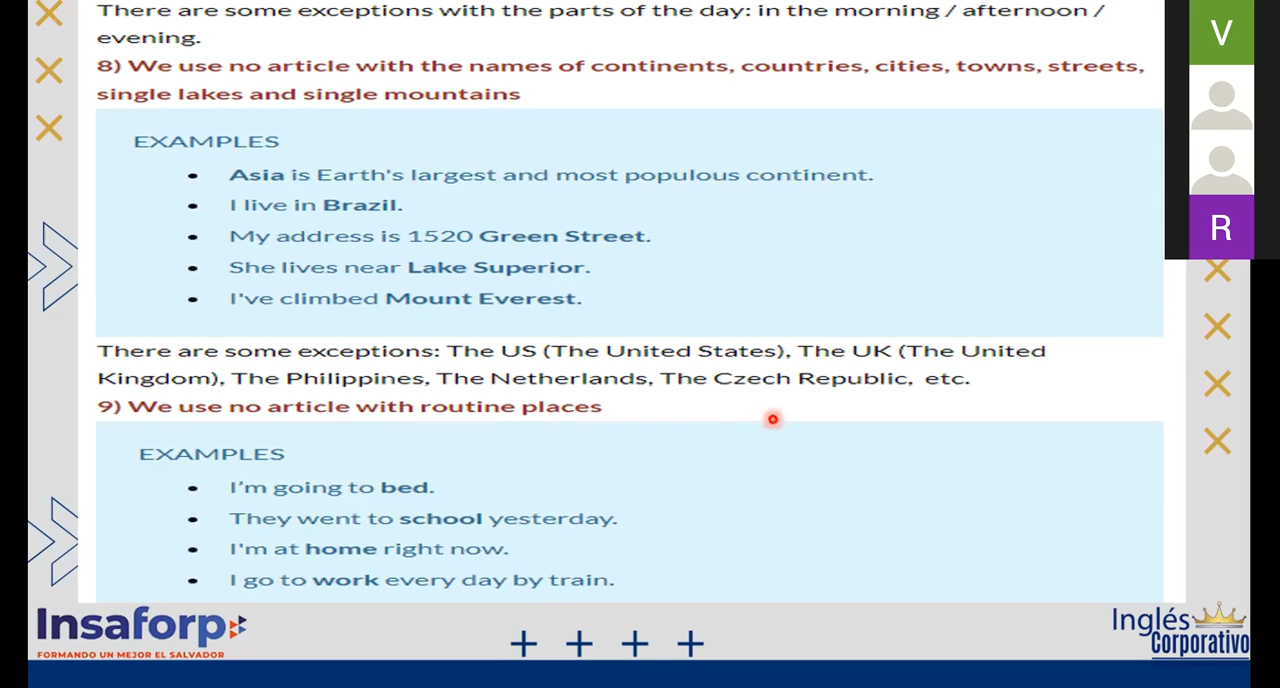 There are some exceptions with the parts of the day: in the morning / afternoon /
evening.
8) We use no article with the names of continents, countries, cities, towns, streets,
single lakes and single mountains
EXAMPLES
• Asia is Earth's largest and most populous continent.
• I live in Brazil.
• My address is 1520 Green Street.
• She lives near Lake Superior.
• I've climbed Mount Everest.
There are some exceptions: The US (The United States), The UK (The United
Kingdom), The Philippines, The Netherlands, The Czech Republic, etc.
9) We use no article with routine places
EXAMPLES
• I'm going to bed.
• They went to school yesterday.
• I'm at home right now.
• I go to work every day by train.
V
R
Insaforp
FORMANDO UN MEJOR EL SALVADOR
Inglés
Corporativo